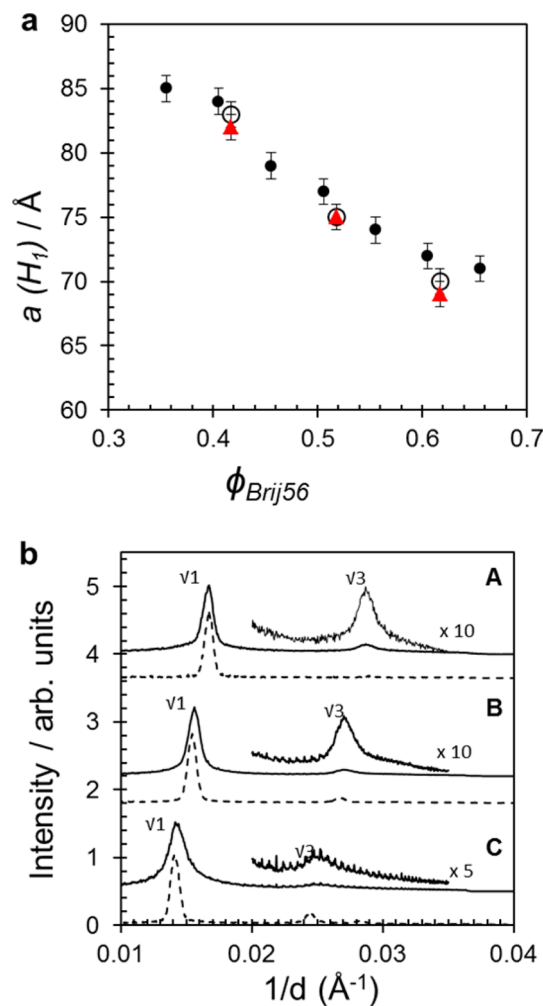 a
90
85
80
75
70
65
60
a (H₁) / Å
0.3 0.4 0.5 0.6 0.7
ϕBrij56
b
5
4
3
2
1
0
Intensity / arb. units
√1 √3 A
x 10
√1 √3 B
x 10
√1 √3 C
x 5
0.01 0.02 0.03 0.04
1/d (Å⁻¹)